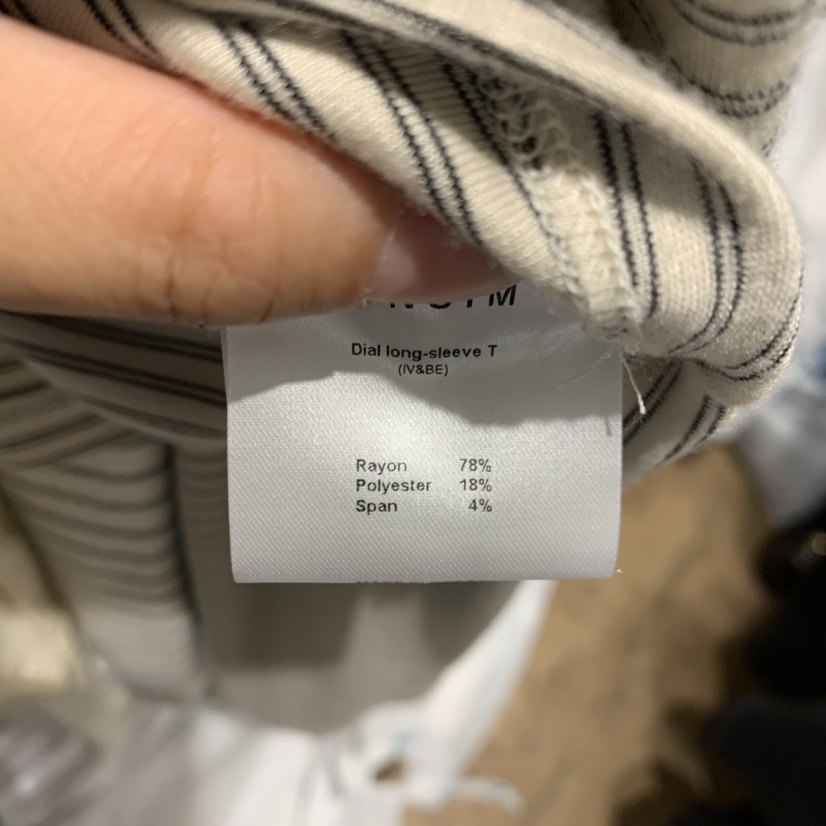 Dial long-sleeve T
(IV&BE)
Rayon 78%
Polyester 18%
Span 4%